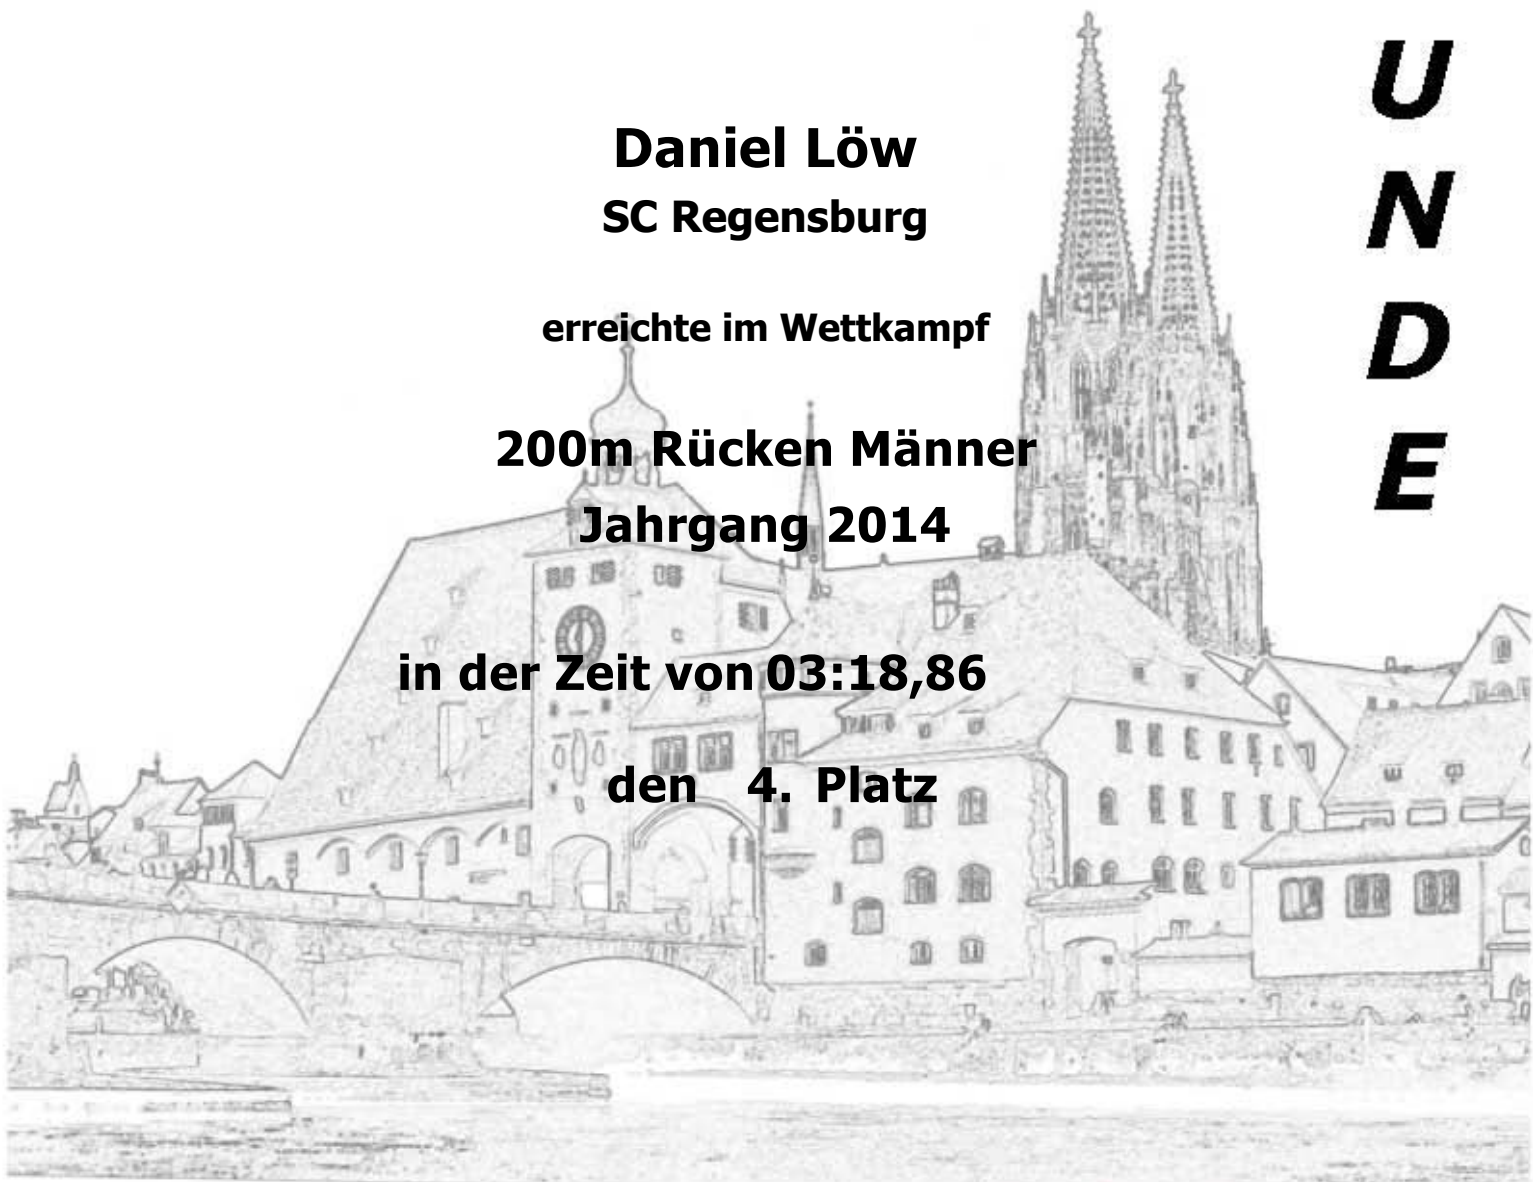 Daniel Löw
SC Regensburg
erreichte im Wettkampf
200m Rücken Männer
Jahrgang 2014
in der Zeit von 03:18,86
den 4. Platz
U
N
D
E